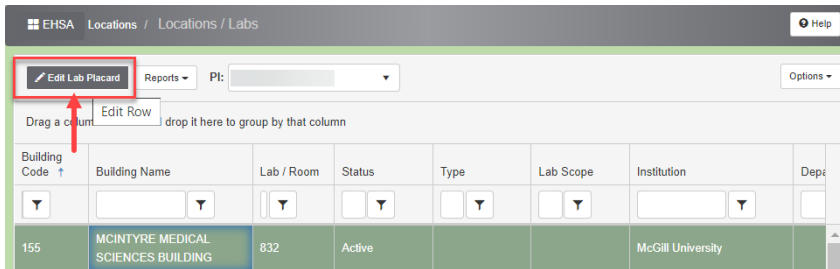 EHSA Locations / Locations / Labs
Help
Edit Lab Placard Reports PI: Options
Edit Row
Drag a colum drop it here to group by that column
Building Code ↑ Building Name Lab / Room Status Type Lab Scope Institution Depa
155 MCINTYRE MEDICAL SCIENCES BUILDING 832 Active McGill University